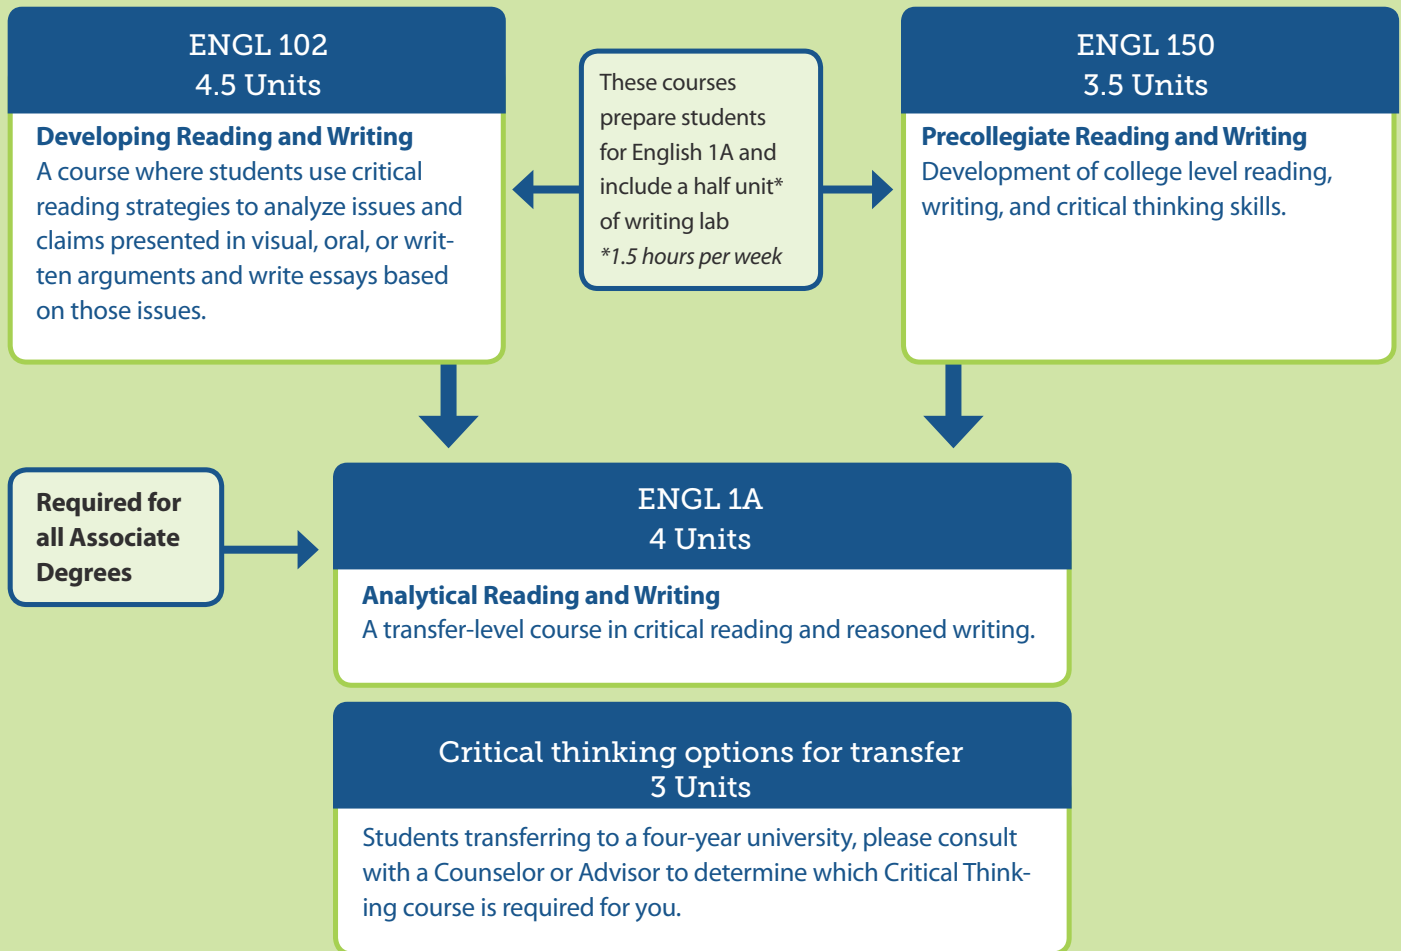 ENGL 102
4.5 Units
Developing Reading and Writing
A course where students use critical
reading strategies to analyze issues and
claims presented in visual, oral, or writ-
ten arguments and write essays based
on those issues.
These courses
prepare students
for English 1A and
include a half unit*
of writing lab
*1.5 hours per week
ENGL 150
3.5 Units
Precollegiate Reading and Writing
Development of college level reading,
writing, and critical thinking skills.
Required for
all Associate
Degrees
ENGL 1A
4 Units
Analytical Reading and Writing
A transfer-level course in critical reading and reasoned writing.
Critical thinking options for transfer
3 Units
Students transferring to a four-year university, please consult
with a Counselor or Advisor to determine which Critical Think-
ing course is required for you.